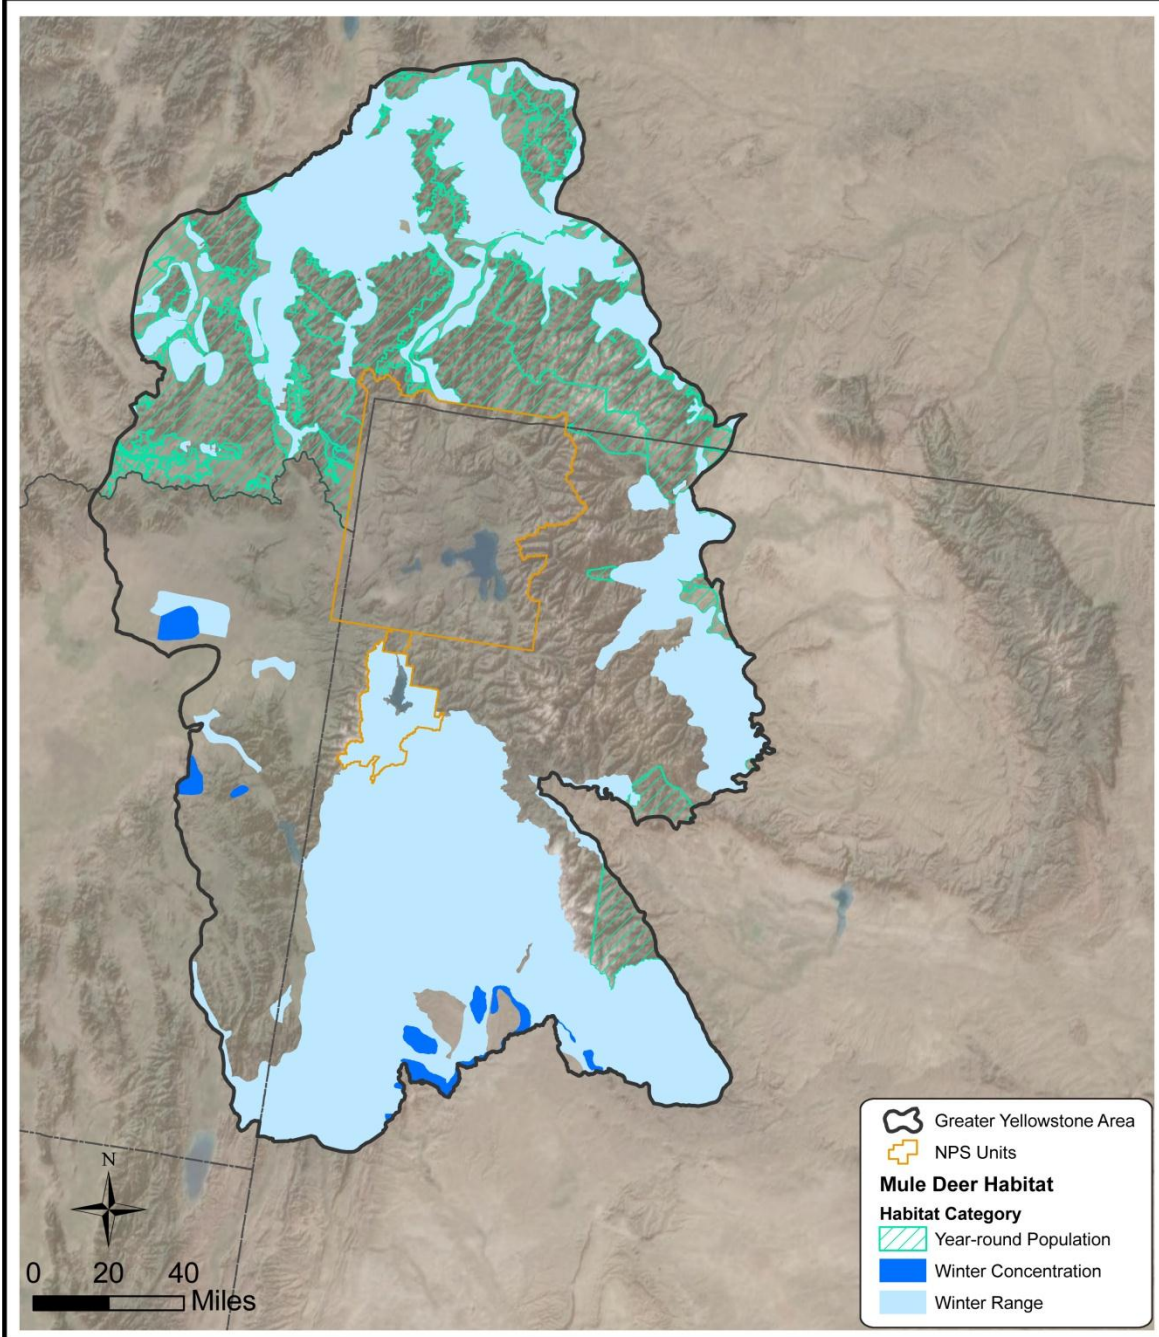 Greater Yellowstone Area
NPS Units
Mule Deer Habitat
Habitat Category
Year-round Population
Winter Concentration
Winter Range
N
0 20 40
Miles